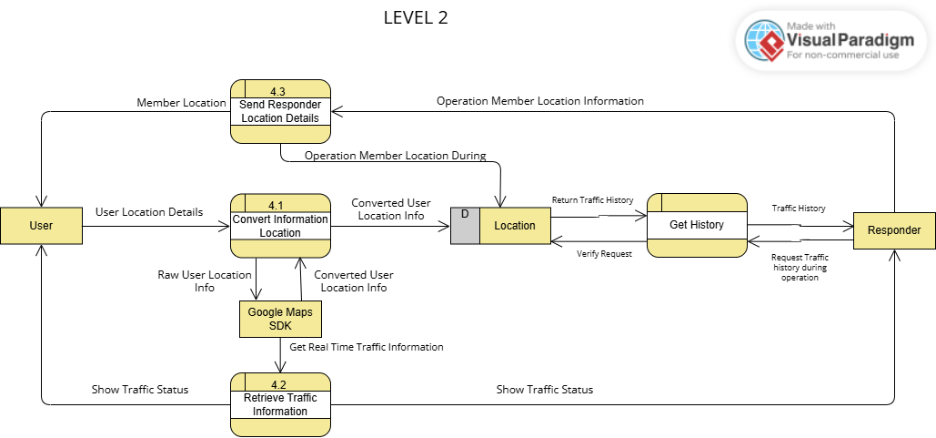 LEVEL 2
Made with
Visual Paradigm
For non-commercial use
4.3
Send Responder
Location Details
Member Location
Operation Member Location Information
Operation Member Location During
User
User Location Details
4.1
Convert Information
Location
Converted User
Location Info
D
Location
Return Traffic History
Verify Request
Get History
Traffic History
Request Traffic
history during
operation
Responder
Raw User Location
Info
Converted User
Location Info
Google Maps
SDK
Get Real Time Traffic Information
4.2
Retrieve Traffic
Information
Show Traffic Status
Show Traffic Status